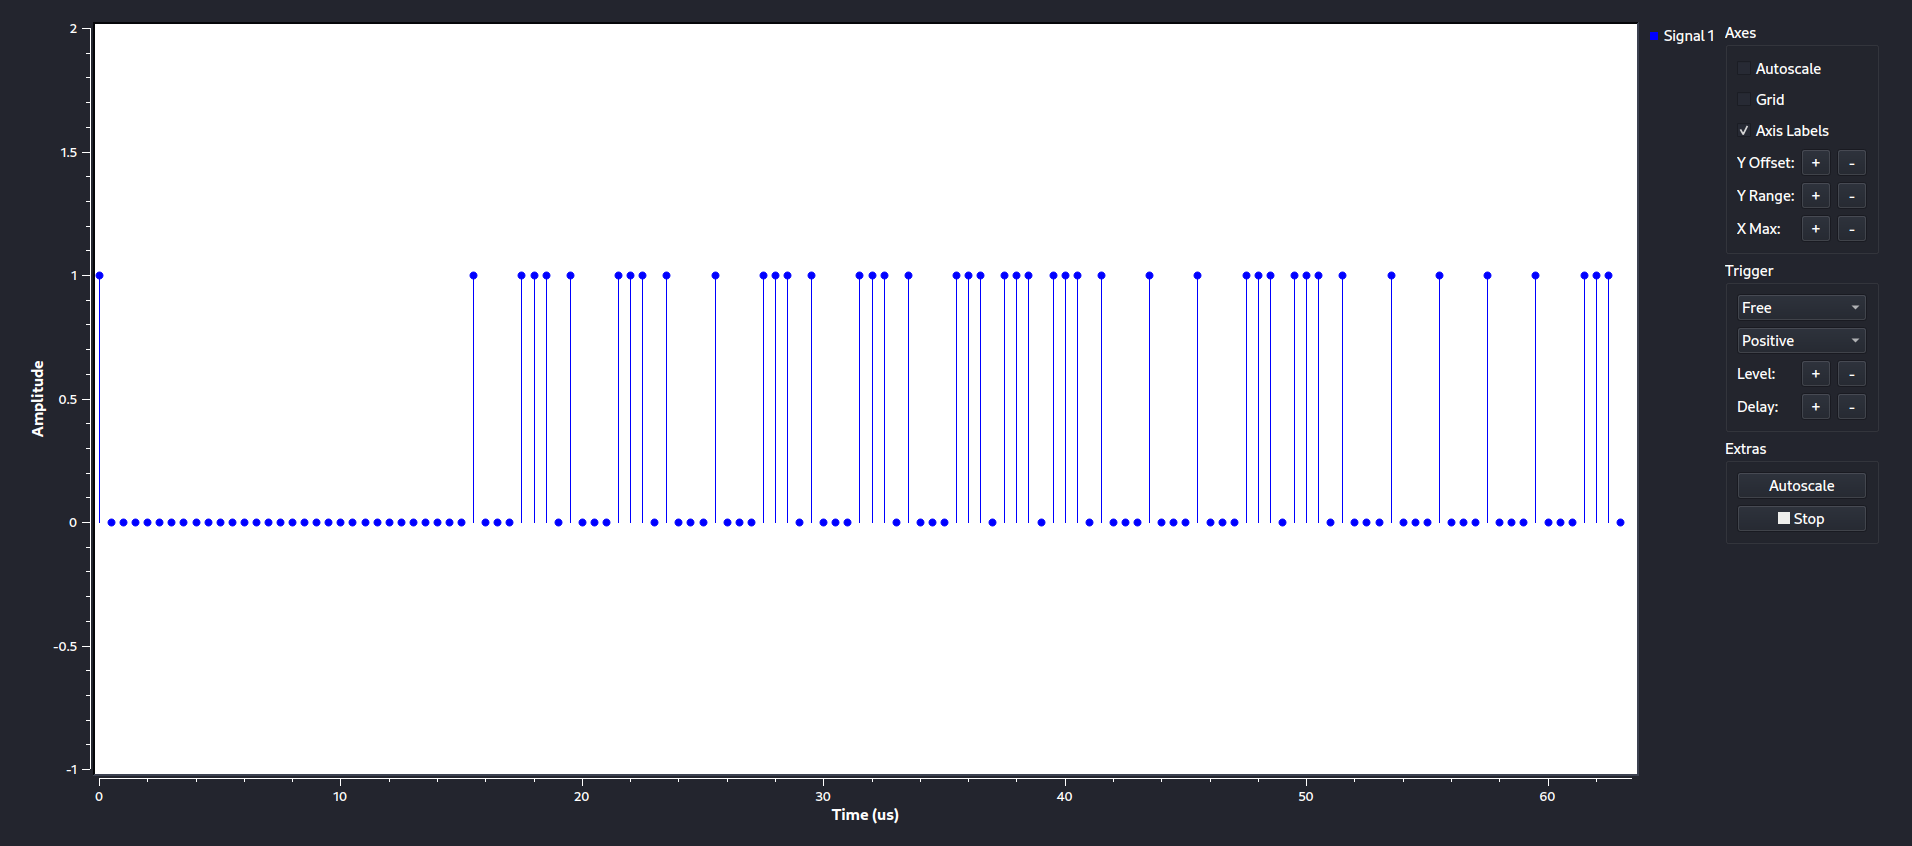 2
1.5
1
0.5
0
-0.5
-1
Amplitude
0 10 20 30 40 50 60
Time (us)
Signal 1
Axes
Autoscale
Grid
✓ Axis Labels
Y Offset: + -
Y Range: + -
X Max: + -
Trigger
Free
Positive
Level: + -
Delay: + -
Extras
Autoscale
Stop